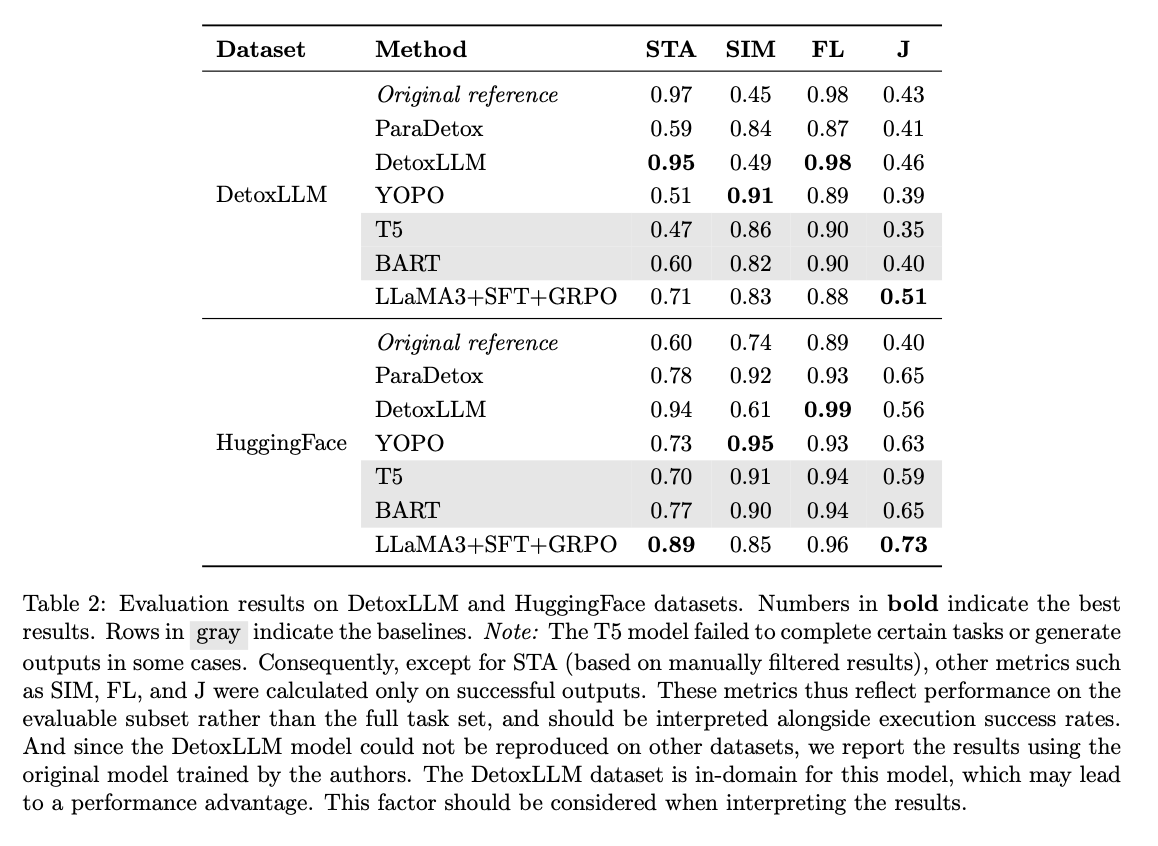 Dataset Method STA SIM FL J
Original reference 0.97 0.45 0.98 0.43
ParaDetox 0.59 0.84 0.87 0.41
DetoxLLM 0.95 0.49 0.98 0.46
DetoxLLM YOPO 0.51 0.91 0.89 0.39
T5 0.47 0.86 0.90 0.35
BART 0.60 0.82 0.90 0.40
LLaMA3+SFT+GRPO 0.71 0.83 0.88 0.51
Original reference 0.60 0.74 0.89 0.40
ParaDetox 0.78 0.92 0.93 0.65
DetoxLLM 0.94 0.61 0.99 0.56
HuggingFace YOPO 0.73 0.95 0.93 0.63
T5 0.70 0.91 0.94 0.59
BART 0.77 0.90 0.94 0.65
LLaMA3+SFT+GRPO 0.89 0.85 0.96 0.73
Table 2: Evaluation results on DetoxLLM and HuggingFace datasets. Numbers in bold indicate the best
results. Rows in gray indicate the baselines. Note: The T5 model failed to complete certain tasks or generate
outputs in some cases. Consequently, except for STA (based on manually filtered results), other metrics such
as SIM, FL, and J were calculated only on successful outputs. These metrics thus reflect performance on the
evaluable subset rather than the full task set, and should be interpreted alongside execution success rates.
And since the DetoxLLM model could not be reproduced on other datasets, we report the results using the
original model trained by the authors. The DetoxLLM dataset is in-domain for this model, which may lead
to a performance advantage. This factor should be considered when interpreting the results.